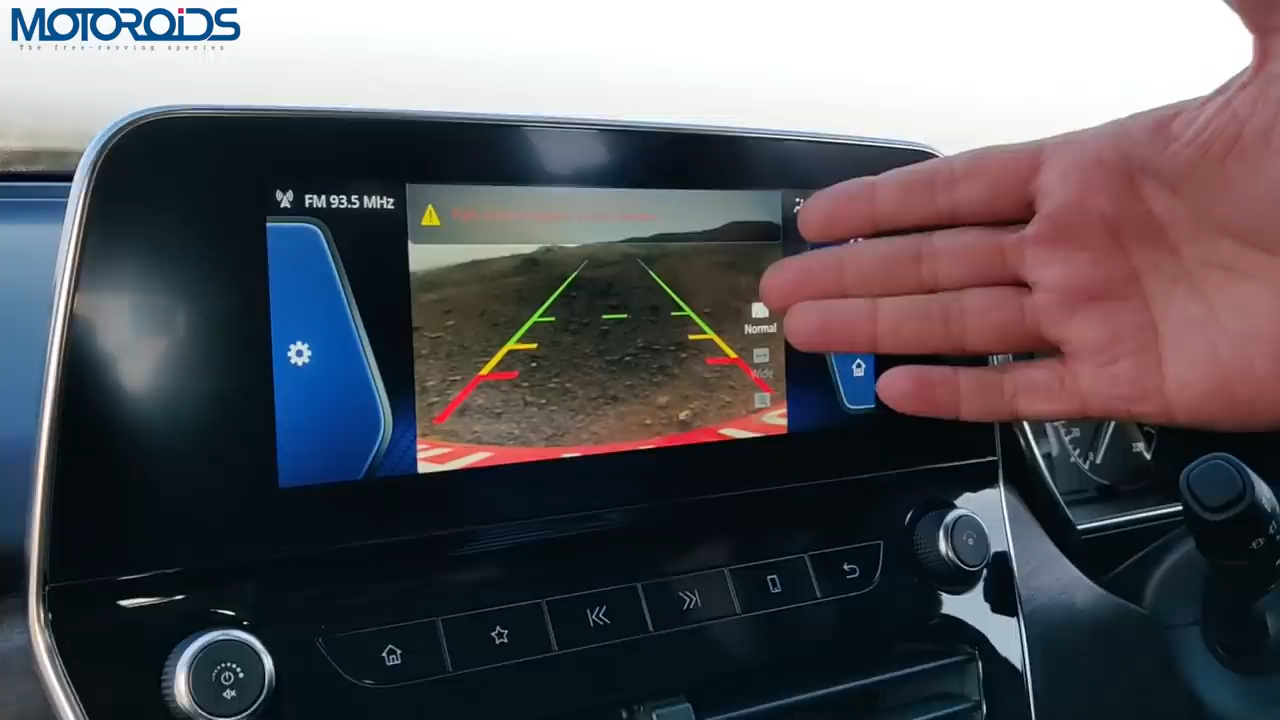 MOTOROiDS
The free-revving species
FM 93.5 MHz
Normal
Wide